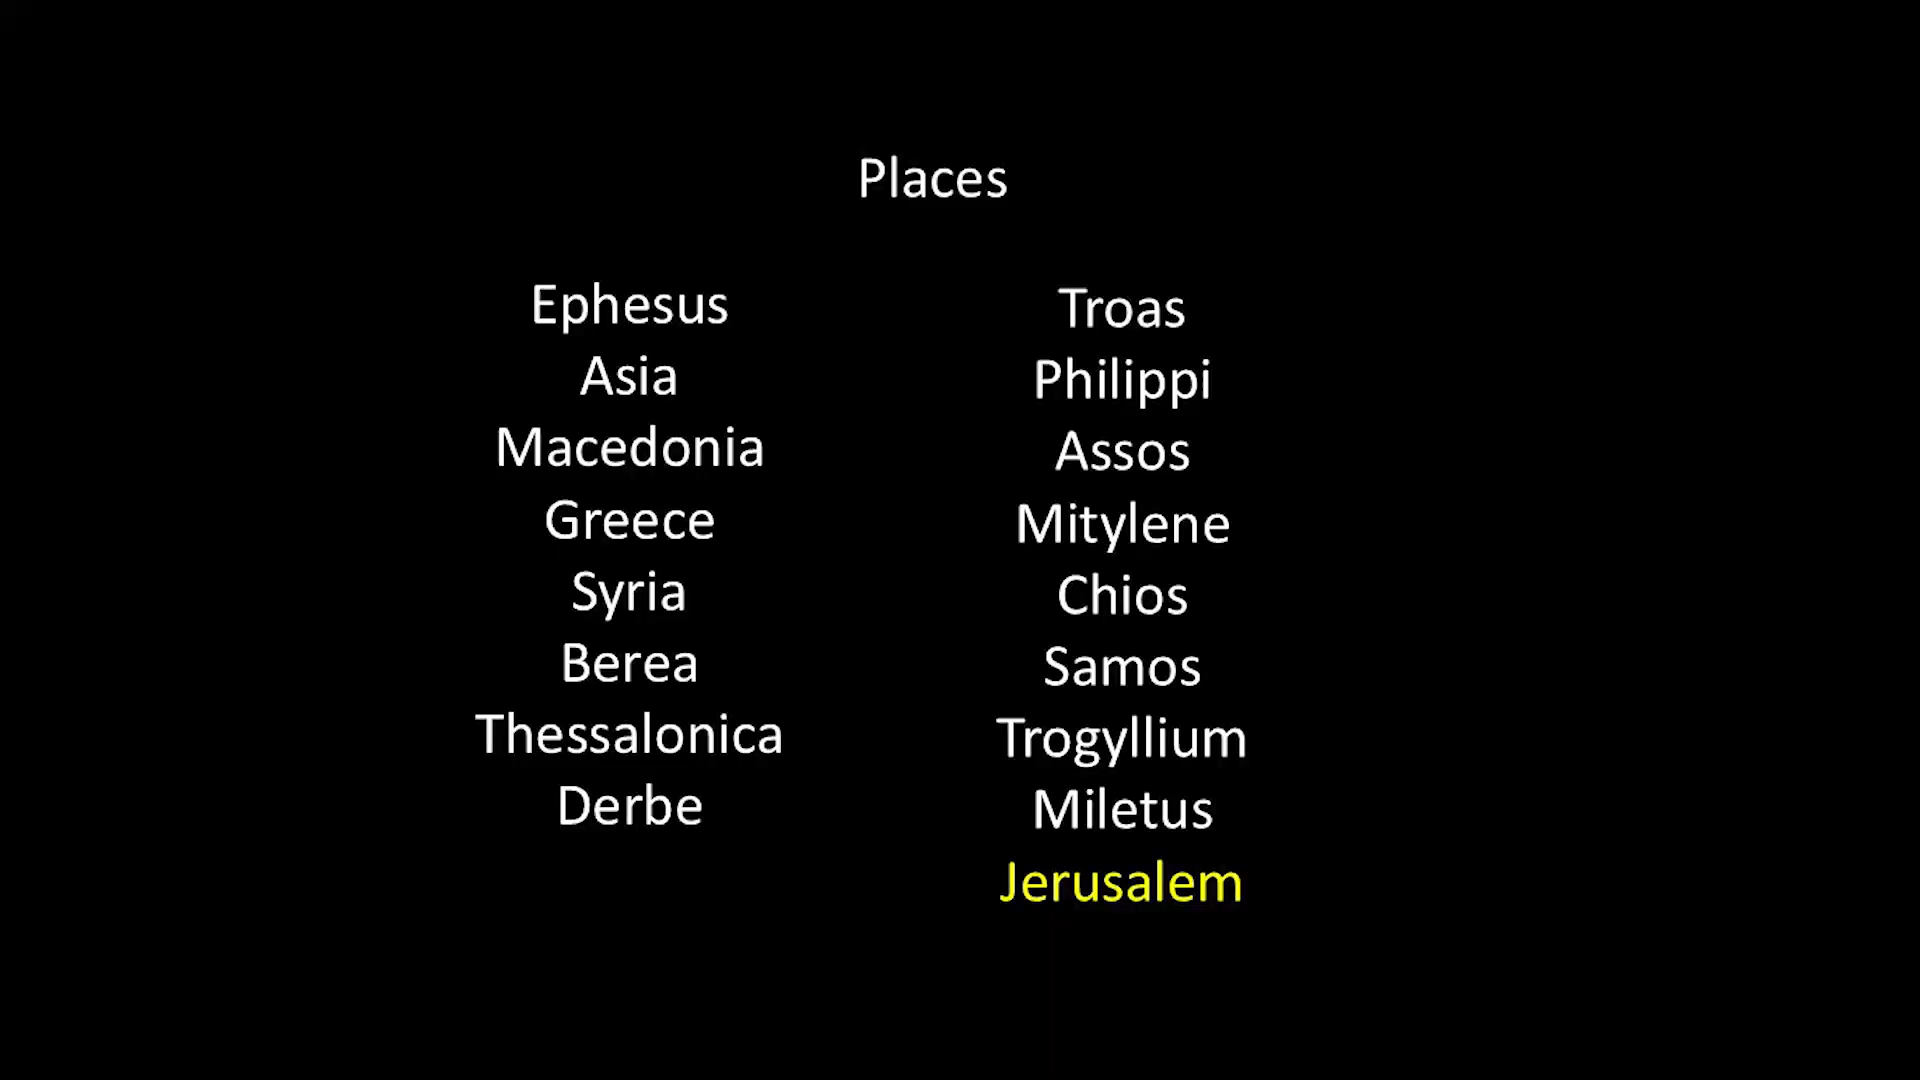 Places
Ephesus
Asia
Macedonia
Greece
Syria
Berea
Thessalonica
Derbe
Troas
Philippi
Assos
Mitylene
Chios
Samos
Trogyllium
Miletus
Jerusalem